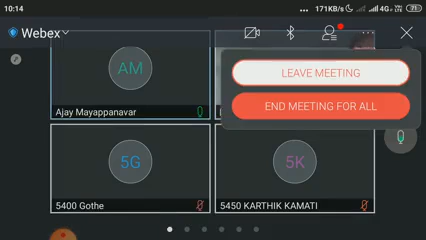 10:14
171KB/s 4G 71
Webex
AM
LEAVE MEETING
END MEETING FOR ALL
Ajay Mayappanavar
5G
5K
5400 Gothe
5450 KARTHIK KAMATI